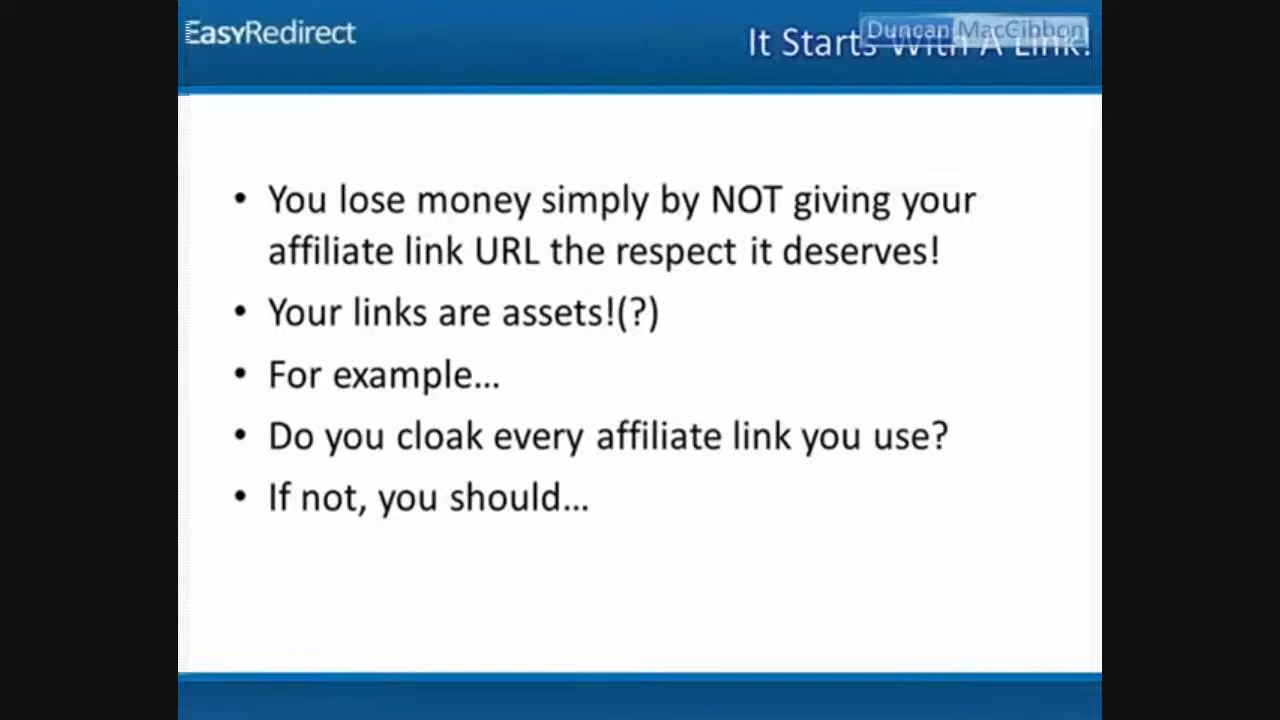 EasyRedirect
It Starts With A Link!
Duncan MacGibbon
• You lose money simply by NOT giving your
affiliate link URL the respect it deserves!
• Your links are assets!(?)
• For example...
• Do you cloak every affiliate link you use?
• If not, you should...